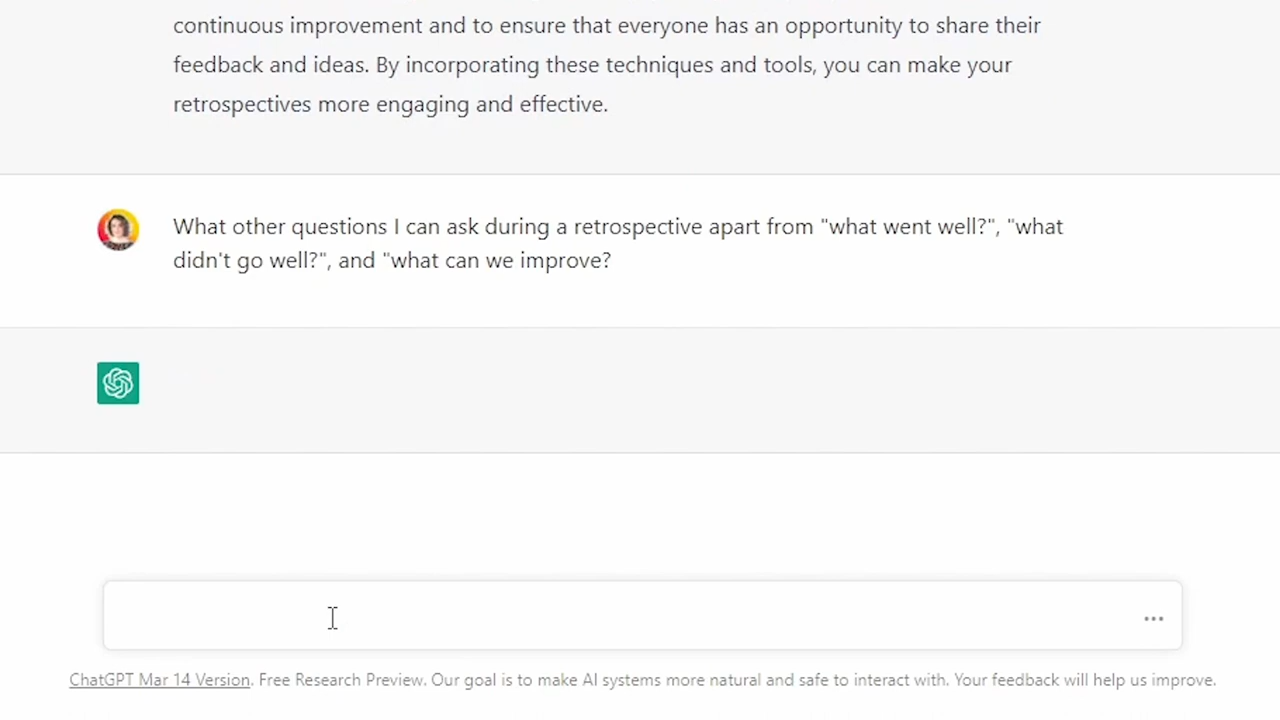 continuous improvement and to ensure that everyone has an opportunity to share their
feedback and ideas. By incorporating these techniques and tools, you can make your
retrospectives more engaging and effective.
What other questions I can ask during a retrospective apart from "what went well?", "what
didn't go well?", and "what can we improve?
ChatGPT Mar 14 Version. Free Research Preview. Our goal is to make AI systems more natural and safe to interact with. Your feedback will help us improve.